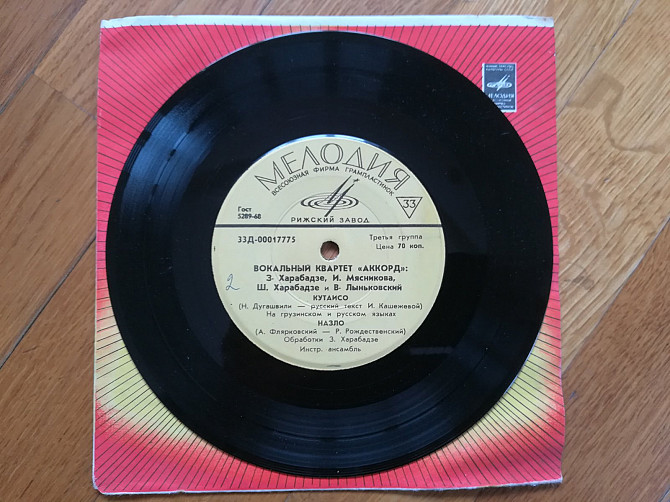 МЕЛОДИЯ
ВСЕСОЮЗНАЯ ФИРМА ГРАМПЛАСТИНОК
33
Гост
5289-68
РИЖСКИЙ ЗАВОД
33Д-00017775
Третья группа
Цена 70 коп.
2
ВОКАЛЬНЫЙ КВАРТЕТ «АККОРД»:
З. Харабадзе, И. Мясникова,
Ш. Харабадзе и В. Лыньковский
КУТАИСО
(Н. Дугашвили — русский текст И. Кашежевой)
На грузинском и русском языках
НАЗЛО
(А. Флярковский — Р. Рождественский)
Обработки З. Харабадзе
Инстр. ансамбль
МЕЛОДИЯ